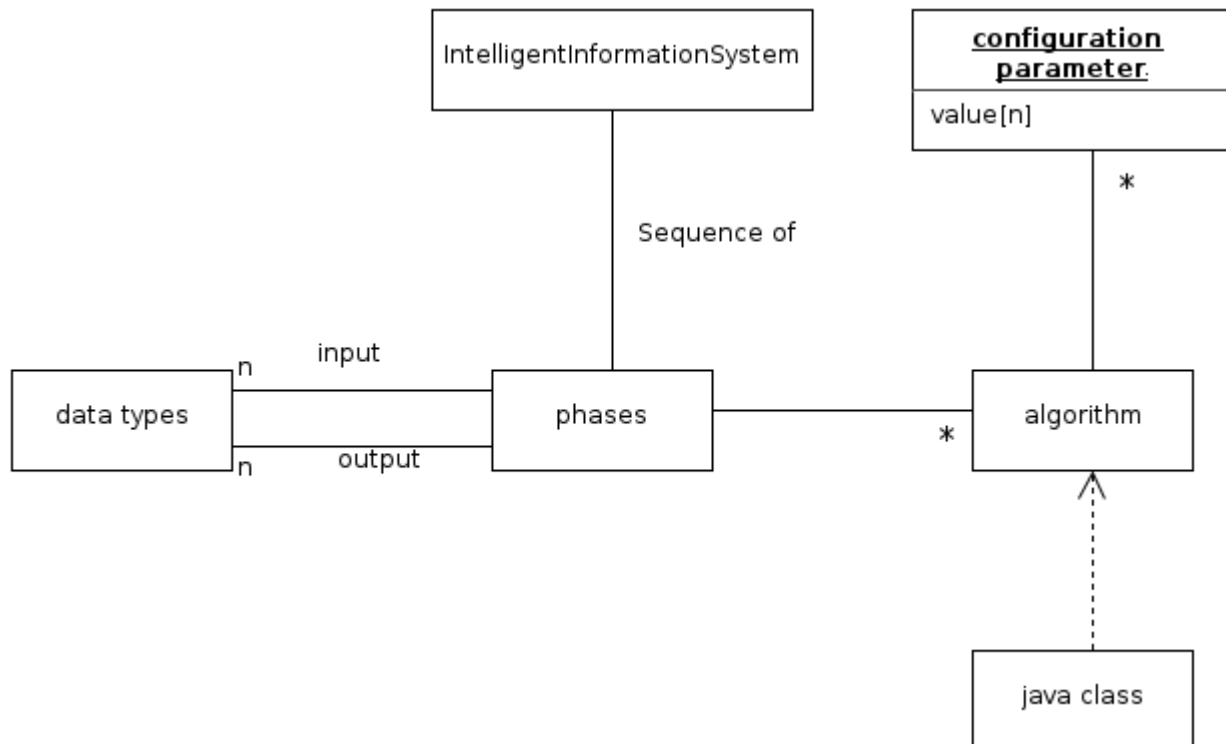 IntelligentInformationSystem
configuration
parameter.
value[n]
*
Sequence of
input
n
data types
phases
algorithm
*
output
n
java class